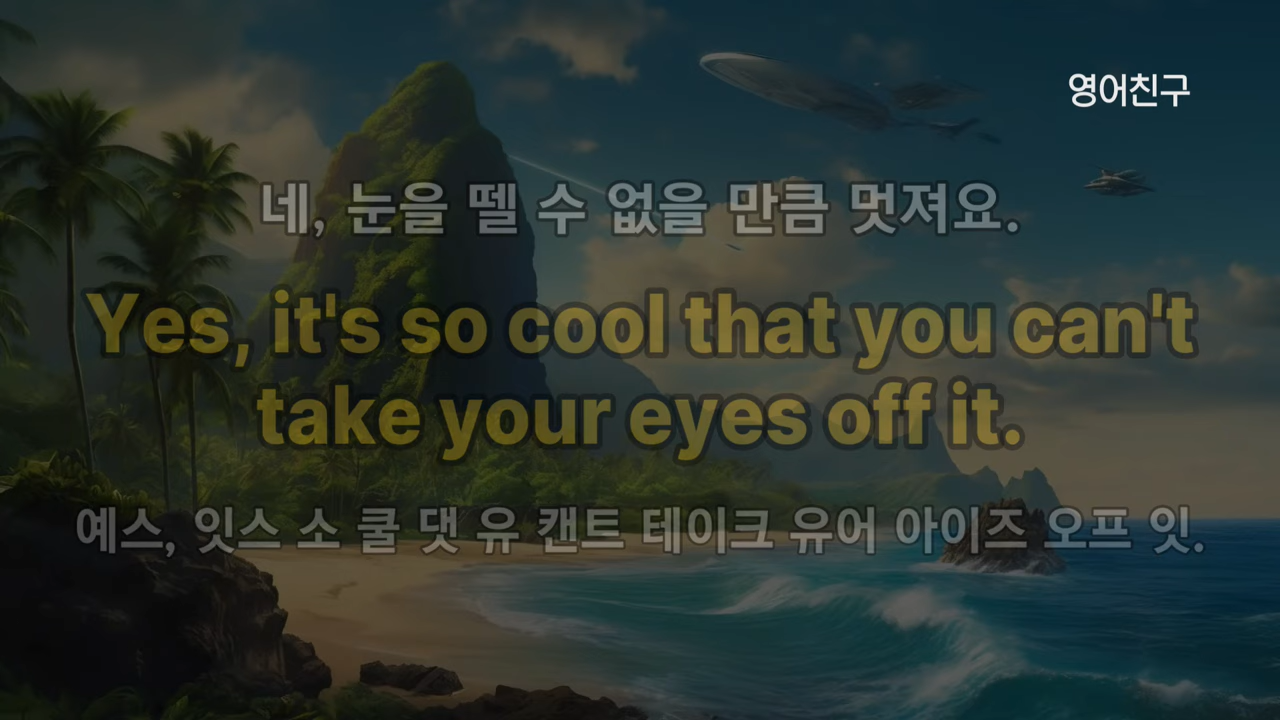 영어친구
네, 눈을 뗄 수 없을 만큼 멋져요.
Yes, it's so cool that you can't
take your eyes off it.
예스, 잇스 소 쿨 댓 유 캔트 테이크 유어 아이즈 오프 잇.